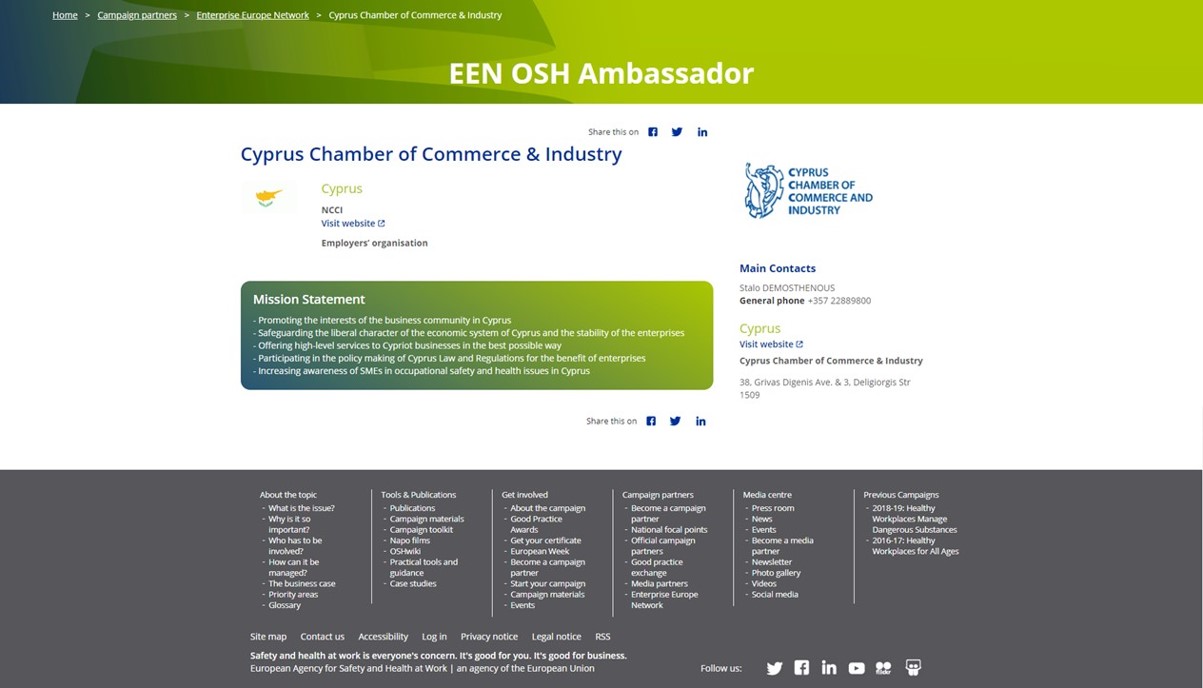 Home > Campaign partners > Enterprise Europe Network > Cyprus Chamber of Commerce & Industry
EEN OSH Ambassador
Share this on
Cyprus Chamber of Commerce & Industry
Cyprus
NCCI
Visit website
Employers' organisation
Mission Statement
- Promoting the interests of the business community in Cyprus
- Safeguarding the liberal character of the economic system of Cyprus and the stability of the enterprises
- Offering high-level services to Cypriot businesses in the best possible way
- Participating in the policy making of Cyprus Law and Regulations for the benefit of enterprises
- Increasing awareness of SMEs in occupational safety and health issues in Cyprus
Share this on
CYPRUS
CHAMBER OF
COMMERCE AND
INDUSTRY
Main Contacts
Stalo DEMOSTHENOUS
General phone +357 22889800
Cyprus
Visit website
Cyprus Chamber of Commerce & Industry
38, Grivas Digenis Ave. & 3, Deligiorgis Str
1509
About the topic
- What is the issue?
- Why is it so
important?
- Who has to be
involved?
- How can it be
managed?
- The business case
- Priority areas
- Glossary
Tools & Publications
- Publications
- Campaign materials
- Campaign toolkit
- Napo films
- OSHwiki
- Practical tools and
guidance
- Case studies
Get involved
- About the campaign
- Good Practice
Awards
- Get your certificate
- European Week
- Become a campaign
partner
- Start your campaign
- Campaign materials
- Events
Campaign partners
- Become a campaign
partner
- National focal points
- Official campaign
partners
- Good practice
exchange
- Media partners
- Enterprise Europe
Network
Media centre
- Press room
- News
- Events
- Become a media
partner
- Newsletter
- Photo gallery
- Videos
- Social media
Previous Campaigns
- 2018-19: Healthy
Workplaces Manage
Dangerous Substances
- 2016-17: Healthy
Workplaces for All Ages
Site map Contact us Accessibility Log in Privacy notice Legal notice RSS
Safety and health at work is everyone's concern. It's good for you. It's good for business.
European Agency for Safety and Health at Work | an agency of the European Union
Follow us:
flickr